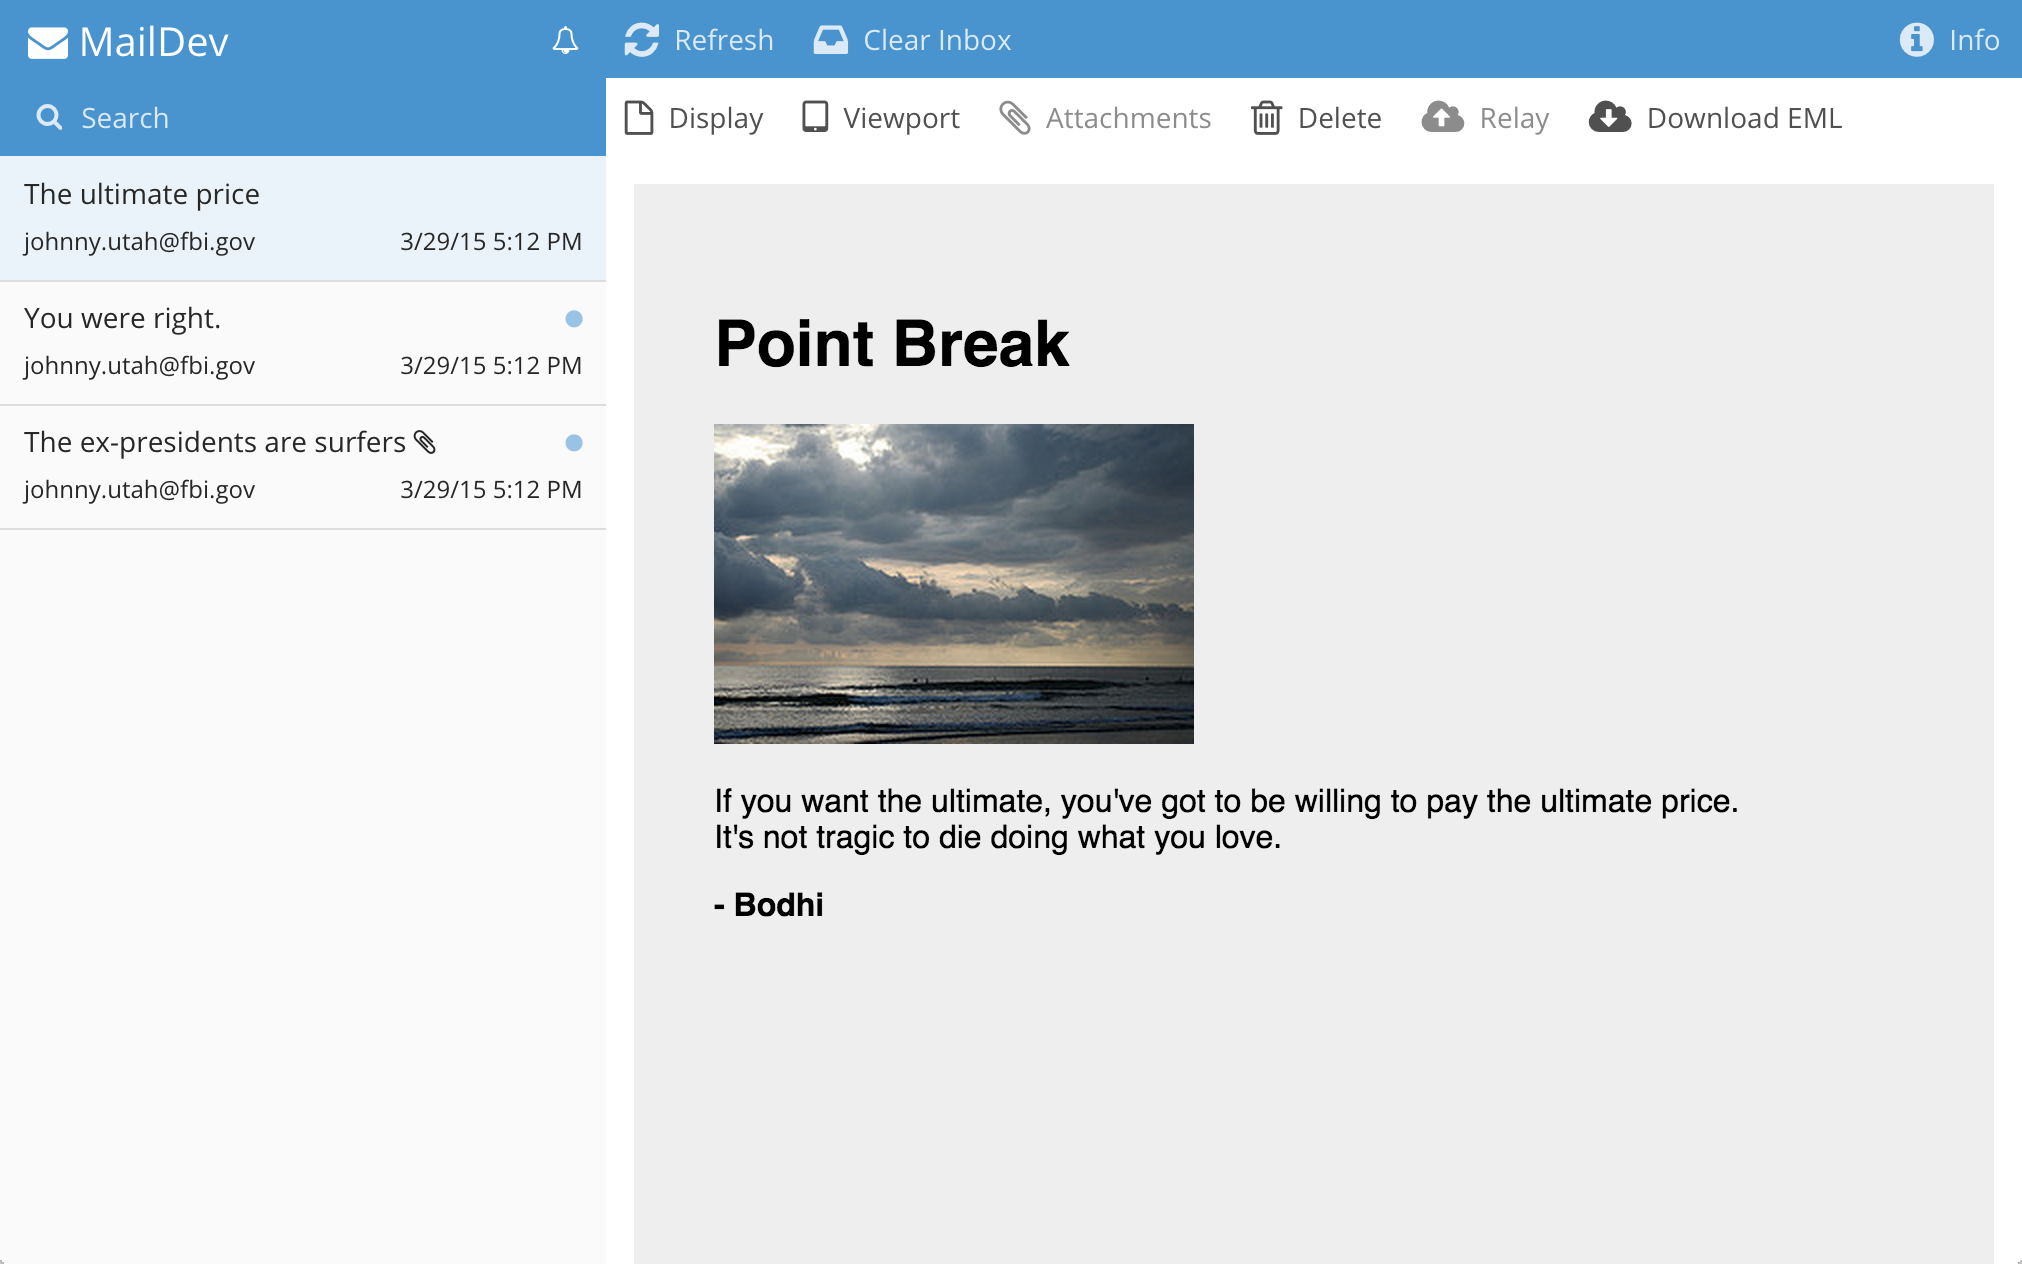 MailDev
Refresh
Clear Inbox
Info
Search
Display
Viewport
Attachments
Delete
Relay
Download EML
The ultimate price
johnny.utah@fbi.gov 3/29/15 5:12 PM
You were right.
johnny.utah@fbi.gov 3/29/15 5:12 PM
The ex-presidents are surfers
johnny.utah@fbi.gov 3/29/15 5:12 PM
Point Break
If you want the ultimate, you've got to be willing to pay the ultimate price.
It's not tragic to die doing what you love.
- Bodhi